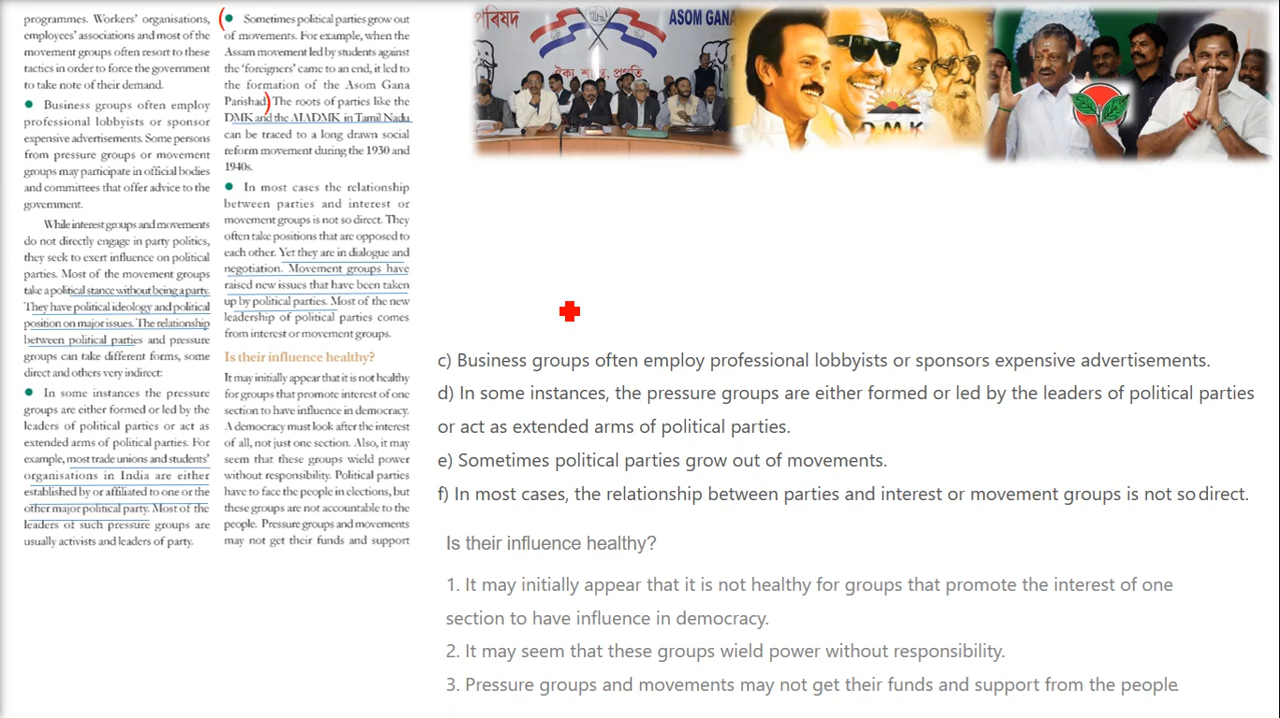 programmes. Workers' organisations,
employees' associations and most of the
movement groups often resort to these
tactics in order to force the government
to take note of their demand.
● Business groups often employ
professional lobbyists or sponsor
expensive advertisements. Some persons
from pressure groups or movement
groups may participate in official bodies
and committees that offer advice to the
government.
While interest groups and movements
do not directly engage in party politics,
they seek to exert influence on political
parties. Most of the movement groups
take a political stance without being a party.
They have political ideology and political
position on major issues. The relationship
between political parties and pressure
groups can take different forms, some
direct and others very indirect:
● In some instances the pressure
groups are either formed or led by the
leaders of political parties or act as
extended arms of political parties. For
example, most trade unions and students'
organisations in India are either
established by or affiliated to one or the
other major political party. Most of the
leaders of such pressure groups are
usually activists and leaders of party.
● Sometimes political parties grow out
of movements. For example, when the
Assam movement led by students against
the 'foreigners' came to an end, it led to
the formation of the Asom Gana
Parishad. The roots of parties like the
DMK and the AIADMK in Tamil Nadu
can be traced to a long drawn social
reform movement during the 1930 and
1940s.
● In most cases the relationship
between parties and interest or
movement groups is not so direct. They
often take positions that are opposed to
each other. Yet they are in dialogue and
negotiation. Movement groups have
raised new issues that have been taken
up by political parties. Most of the new
leadership of political parties comes
from interest or movement groups.
Is their influence healthy?
It may initially appear that it is not healthy
for groups that promote interest of one
section to have influence in democracy.
A democracy must look after the interest
of all, not just one section. Also, it may
seem that these groups wield power
without responsibility. Political parties
have to face the people in elections, but
these groups are not accountable to the
people. Pressure groups and movements
may not get their funds and support
পৰিষদ
ASOM GANA
ঐক্য শান্তি প্ৰগতি
DMK
c) Business groups often employ professional lobbyists or sponsors expensive advertisements.
d) In some instances, the pressure groups are either formed or led by the leaders of political parties
or act as extended arms of political parties.
e) Sometimes political parties grow out of movements.
f) In most cases, the relationship between parties and interest or movement groups is not so direct.
Is their influence healthy?
1. It may initially appear that it is not healthy for groups that promote the interest of one
section to have influence in democracy.
2. It may seem that these groups wield power without responsibility.
3. Pressure groups and movements may not get their funds and support from the people